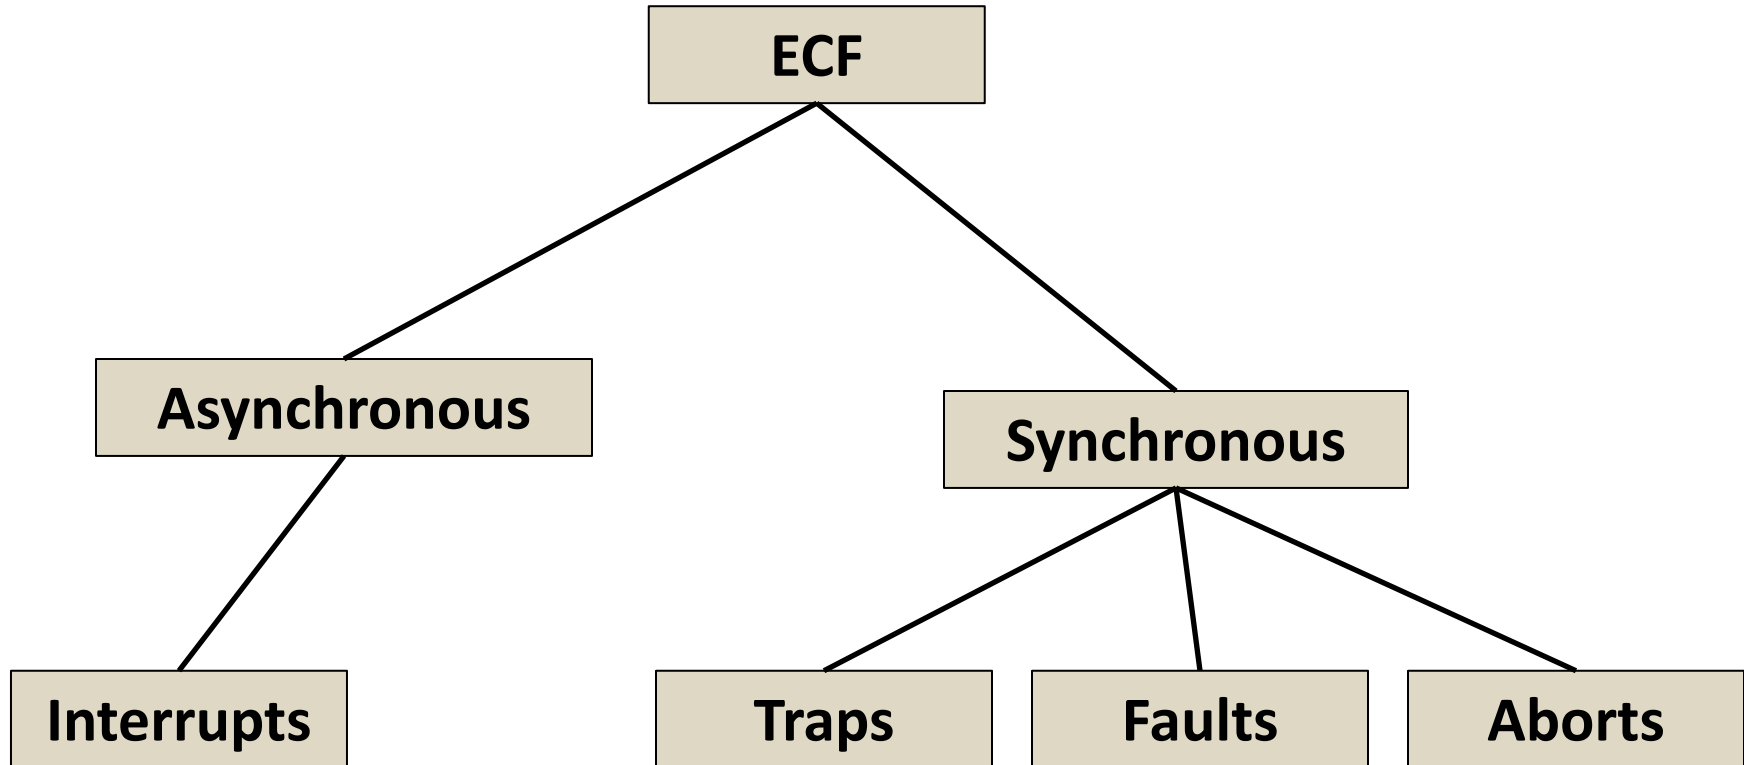 ECF
Asynchronous
Synchronous
Interrupts
Traps
Faults
Aborts